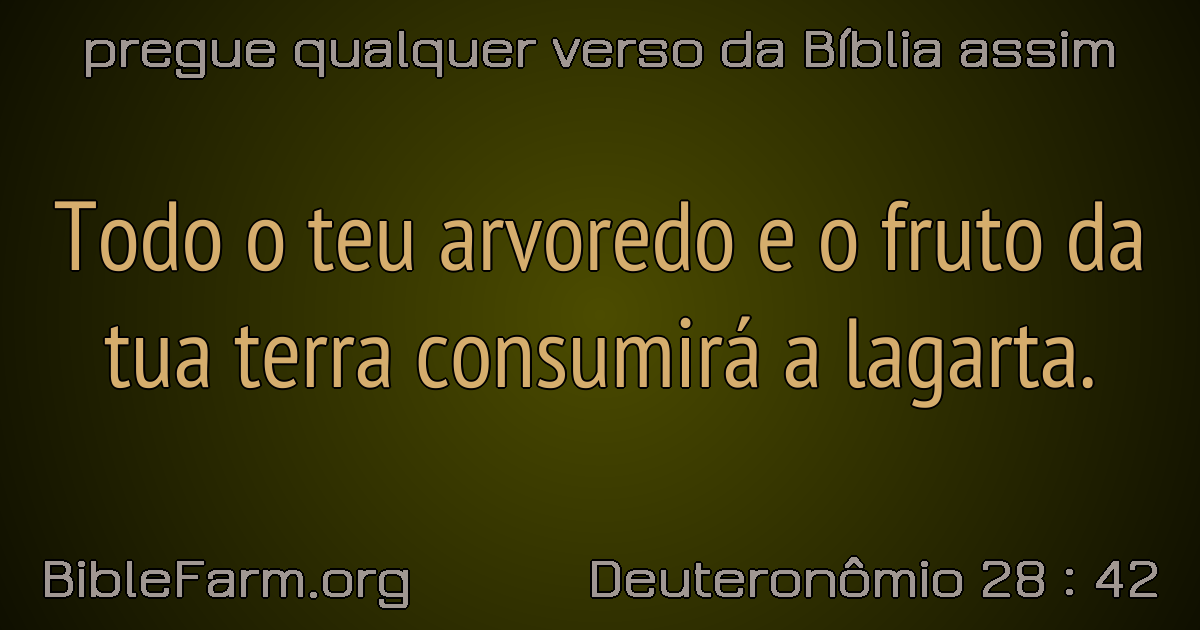 pregue qualquer verso da Bíblia assim
Todo o teu arvoredo e o fruto da
tua terra consumirá a lagarta.
BibleFarm.org
Deuteronômio 28 : 42